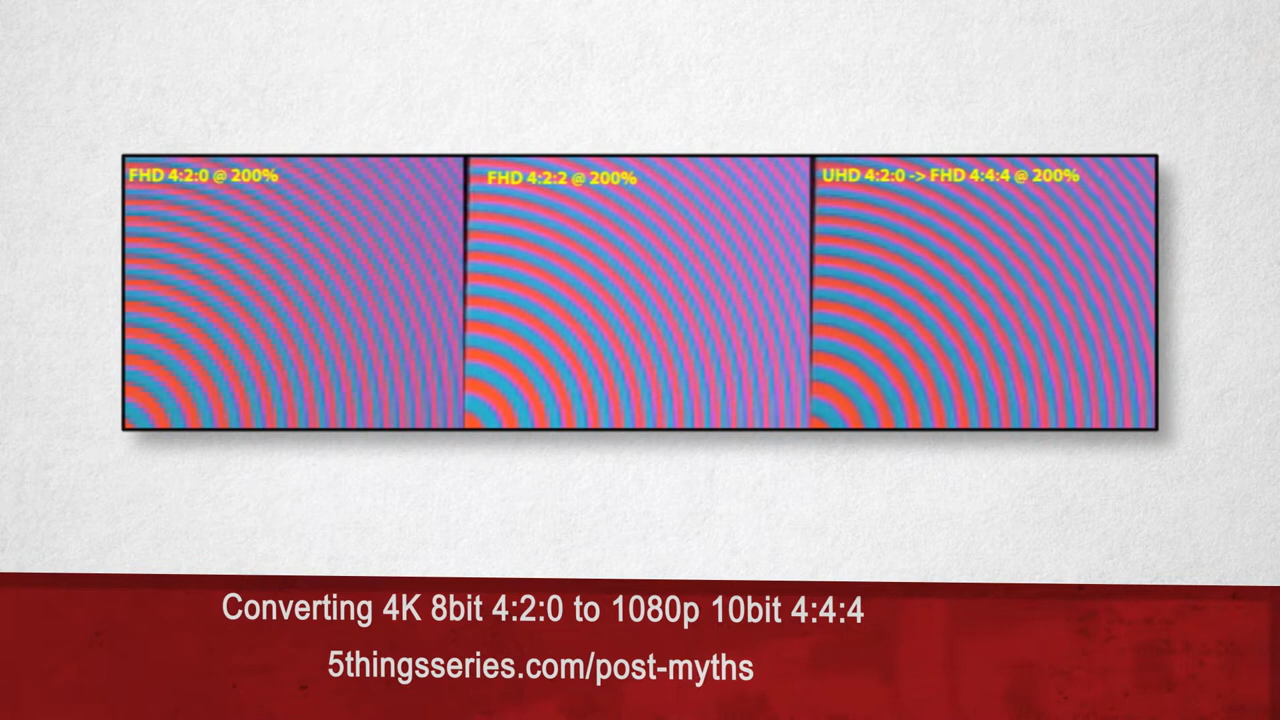 FHD 4:2:0 @ 200%
FHD 4:2:2 @ 200%
UHD 4:2:0 -> FHD 4:4:4 @ 200%
Converting 4K 8bit 4:2:0 to 1080p 10bit 4:4:4
5thingsseries.com/post-myths